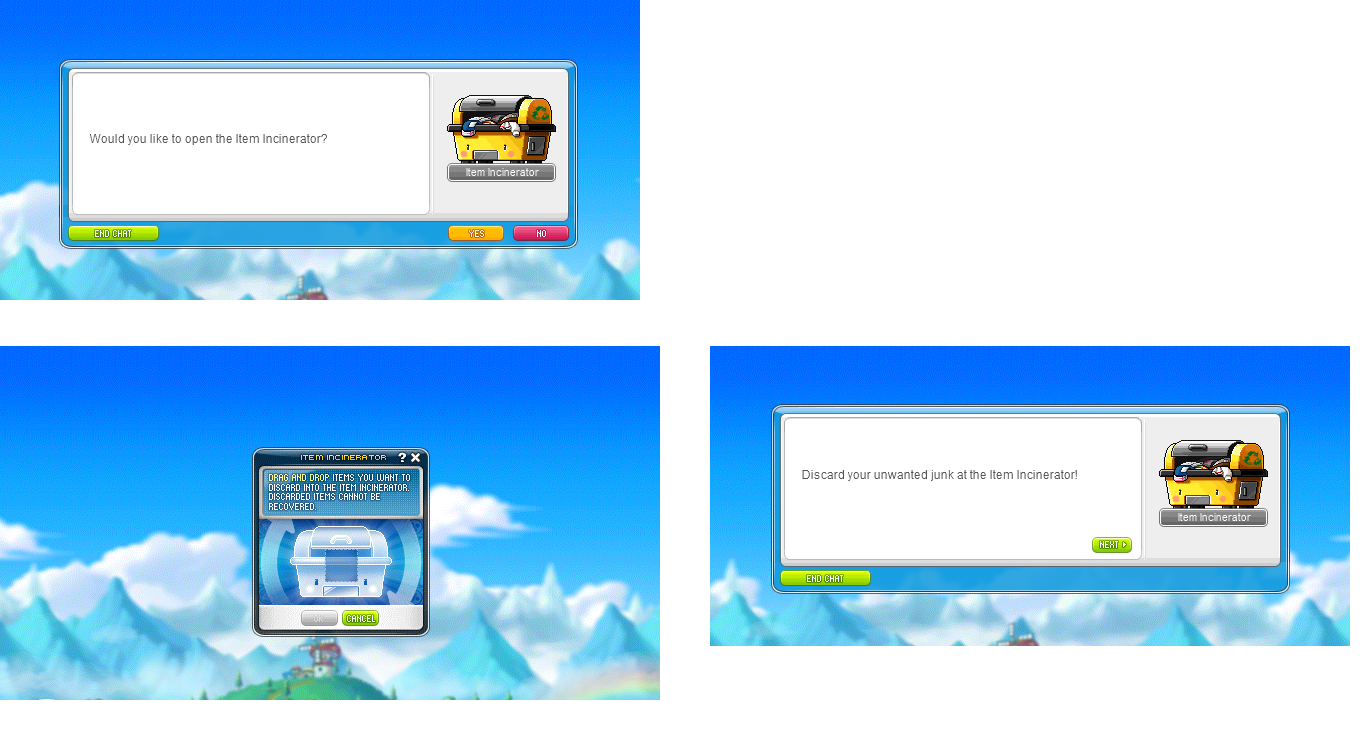 Would you like to open the Item Incinerator?
Item Incinerator
END CHAT
YES
NO
ITEM INCINERATOR
DRAG AND DROP ITEMS YOU WANT TO
DISCARD INTO THE ITEM INCINERATOR.
DISCARDED ITEMS CANNOT BE
RECOVERED.
OK
CANCEL
Discard your unwanted junk at the Item Incinerator!
Item Incinerator
NEXT
END CHAT